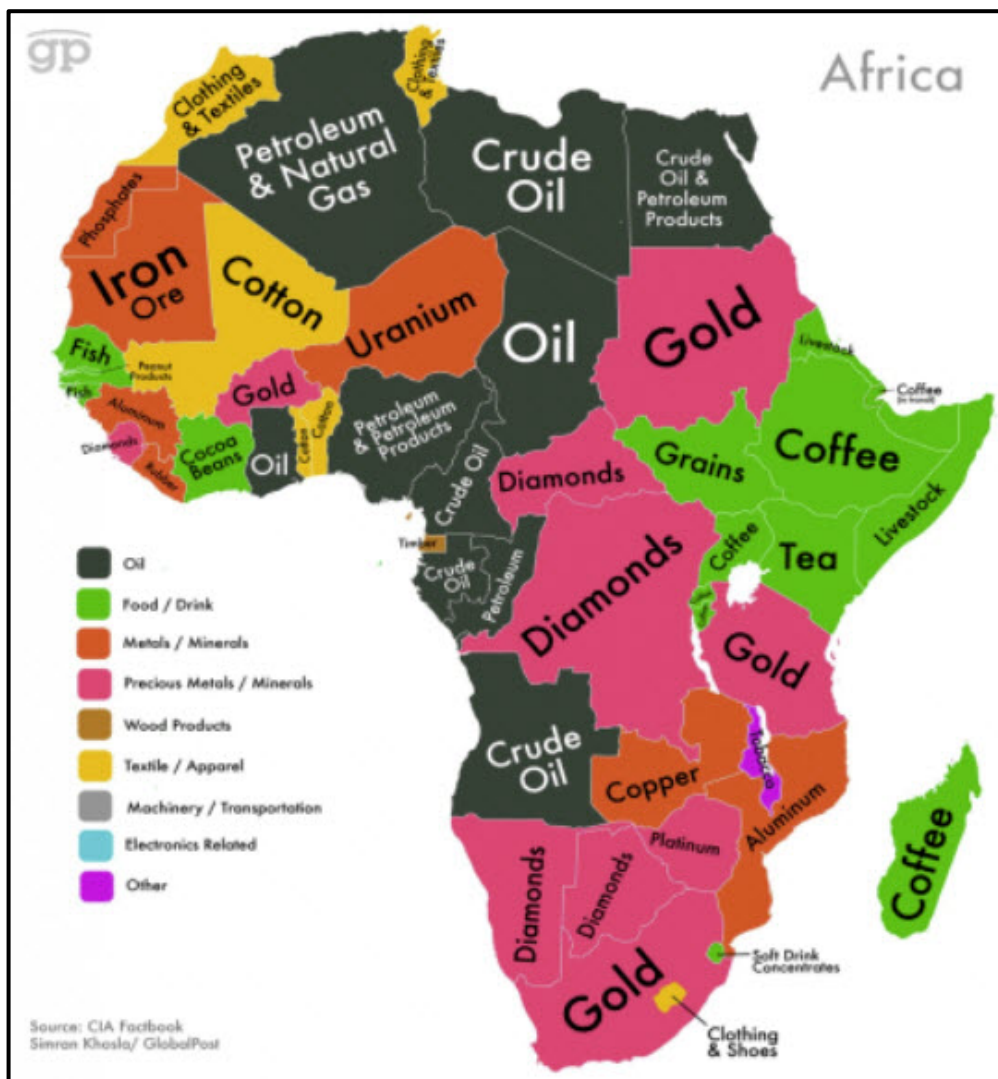 gp
Africa
Clothing
& Textiles
Clothing
& Textiles
Petroleum
& Natural
Gas
Crude
Oil
Crude
Oil &
Petroleum
Products
Phosphates
Iron
Ore
Cotton
Uranium
Oil
Gold
Livestock
Fish
Peanut
Products
Fish
Gold
Coffee
(in transit)
Aluminum
Diamonds
Rubber
Cocoa
Beans
Oil
Cotton
Cotton
Petroleum
& Petroleum
Products
Crude Oil
Diamonds
Grains
Coffee
Livestock
Timber
Crude
Oil
Petroleum
Diamonds
Coffee
Tea
Gold
Oil
Food / Drink
Metals / Minerals
Precious Metals / Minerals
Wood Products
Textile / Apparel
Machinery / Transportation
Electronics Related
Other
Crude
Oil
Copper
Tobacco
Aluminum
Platinum
Diamonds
Diamonds
Coffee
Gold
Soft Drink
Concentrates
Clothing
& Shoes
Source: CIA Factbook
Simran Khosla/ GlobalPost